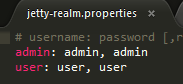 jetty-realm.properties
# username: password [,r
admin: admin, admin
user: user, user